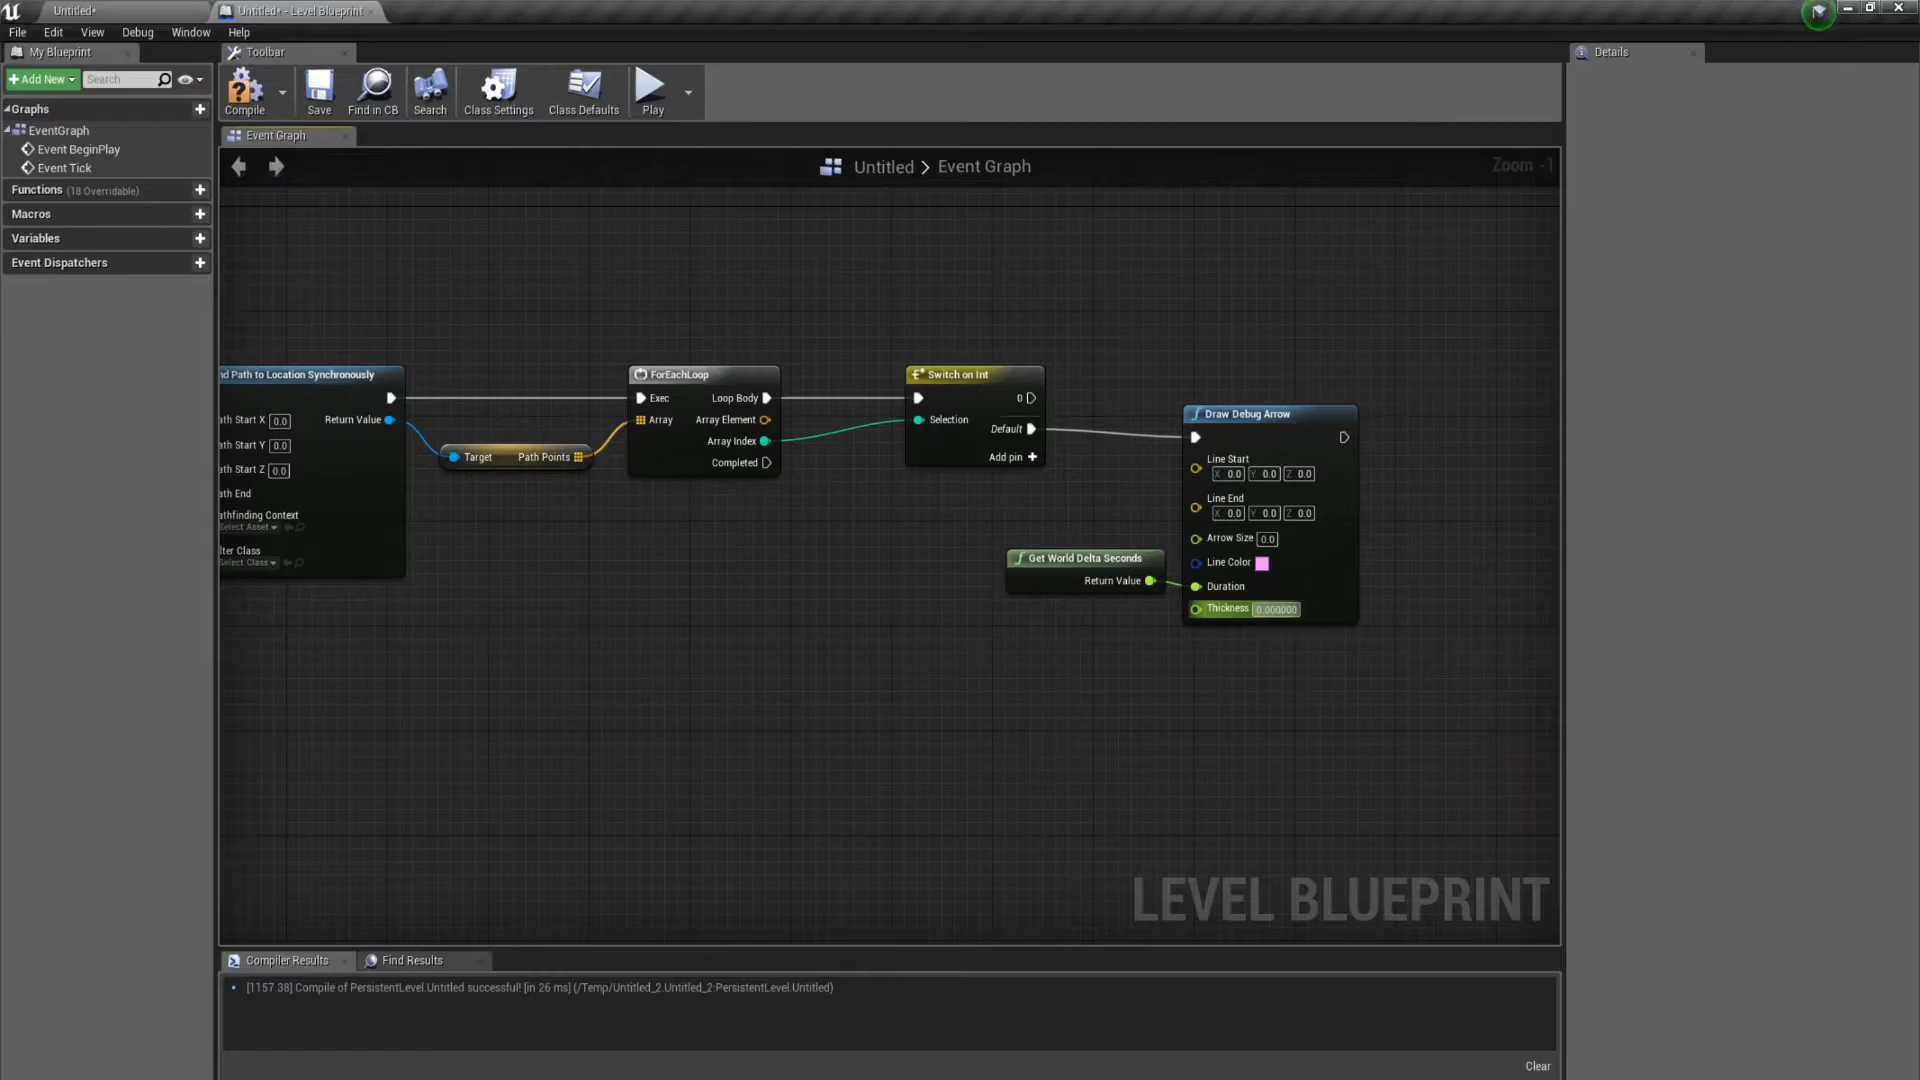 Untitled•
Untitled• - Level Blueprint
File Edit View Debug Window Help
My Blueprint
Toolbar
Details
Add New
Search
Compile
Save
Find in CB
Search
Class Settings
Class Defaults
Play
Graphs
EventGraph
Event BeginPlay
Event Tick
Functions (18 Overridable)
Macros
Variables
Event Dispatchers
Event Graph
Untitled > Event Graph
Zoom -1
nd Path to Location Synchronously
ath Start X 0.0
Return Value
ath Start Y 0.0
ath Start Z 0.0
ath End
athfinding Context
Select Asset
lter Class
Select Class
Target Path Points
ForEachLoop
Exec Loop Body
Array Array Element
Array Index
Completed
Switch on Int
0
Selection
Default
Add pin +
Get World Delta Seconds
Return Value
Draw Debug Arrow
Line Start
X 0.0 Y 0.0 Z 0.0
Line End
X 0.0 Y 0.0 Z 0.0
Arrow Size 0.0
Line Color
Duration
Thickness 0.000000
LEVEL BLUEPRINT
Compiler Results
Find Results
• [1157.38] Compile of PersistentLevel.Untitled successful! [in 26 ms] (/Temp/Untitled_2.Untitled_2:PersistentLevel.Untitled)
Clear